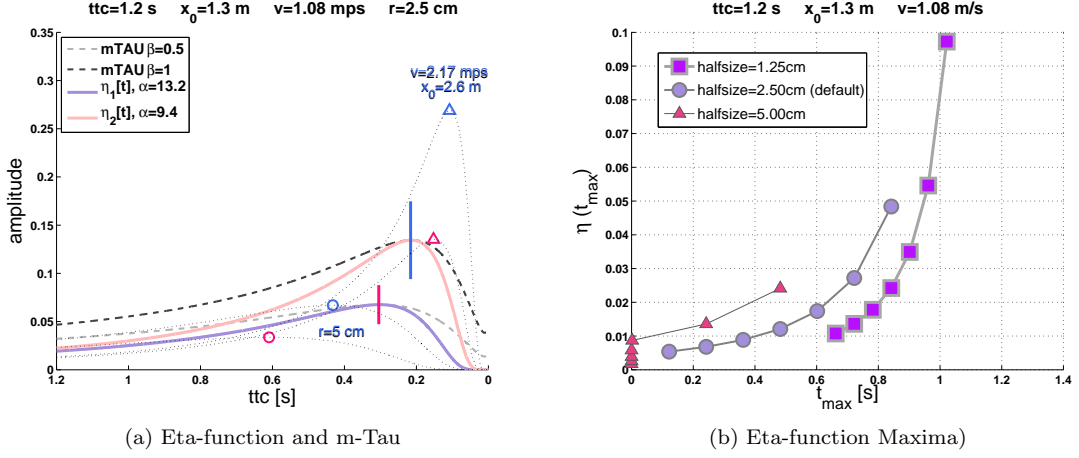 ttc=1.2 s x0=1.3 m v=1.08 mps r=2.5 cm
0.35
0.3
0.25
0.2
0.15
0.1
0.05
0
amplitude
mTAU β=0.5
mTAU β=1
η1[t], α=13.2
η2[t], α=9.4
v=2.17 mps
x0=2.6 m
r=5 cm
1.2 1 0.8 0.6 0.4 0.2 0
ttc [s]
(a) Eta-function and m-Tau
ttc=1.2 s x0=1.3 m v=1.08 m/s
0.1
0.09
0.08
0.07
0.06
0.05
0.04
0.03
0.02
0.01
0
η (tmax)
halfsize=1.25cm
halfsize=2.50cm (default)
halfsize=5.00cm
0 0.2 0.4 0.6 0.8 1 1.2 1.4
tmax [s]
(b) Eta-function Maxima)